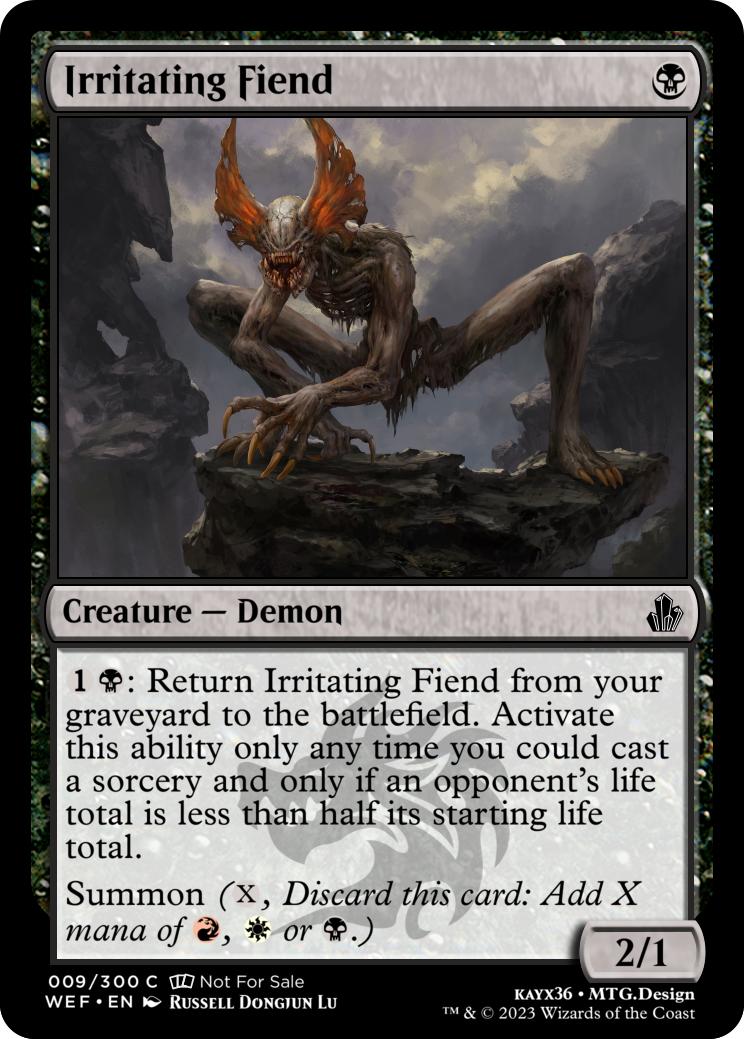 Irritating Fiend
Creature — Demon
1 : Return Irritating Fiend from your
graveyard to the battlefield. Activate
this ability only any time you could cast
a sorcery and only if an opponent's life
total is less than half its starting life
total.
Summon (X, Discard this card: Add X
mana of , or .)
2/1
009/300 C Not For Sale
WEF • EN Russell Dongjun Lu
kayx36 • MTG.Design
™ & © 2023 Wizards of the Coast